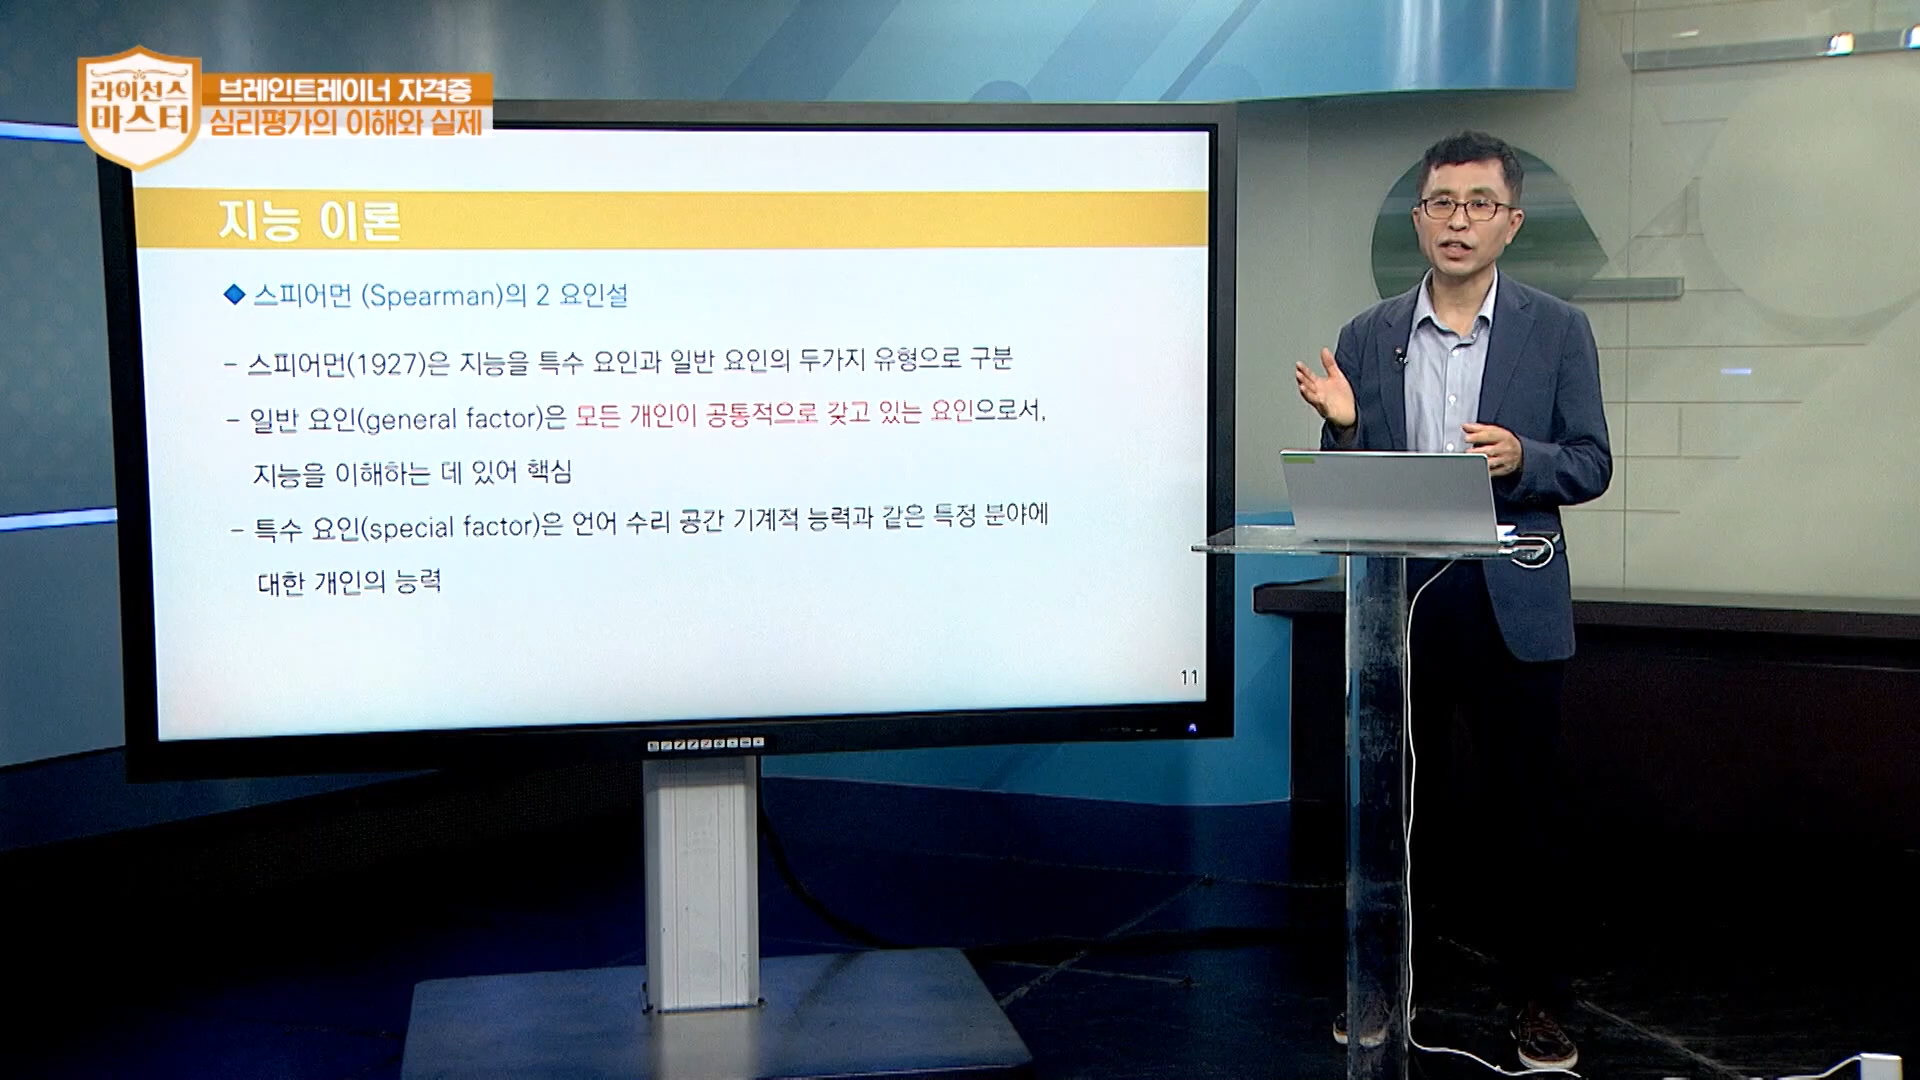 라이선스
마스터
브레인트레이너 자격증
심리평가의 이해와 실제
지능 이론
◆ 스피어먼 (Spearman)의 2 요인설
- 스피어먼(1927)은 지능을 특수 요인과 일반 요인의 두가지 유형으로 구분
- 일반 요인(general factor)은 모든 개인이 공통적으로 갖고 있는 요인으로서,
지능을 이해하는 데 있어 핵심
- 특수 요인(special factor)은 언어 수리 공간 기계적 능력과 같은 특정 분야에
대한 개인의 능력
11